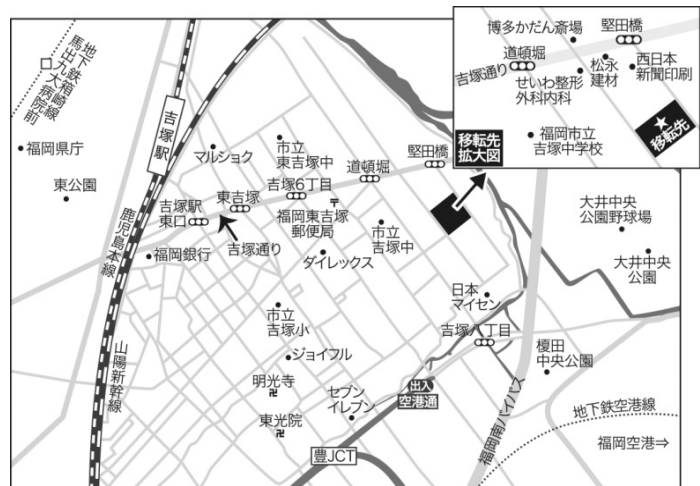 地下鉄箱崎線
馬出九大病院前
福岡県庁
東公園
鹿児島本線
吉塚駅
マルショク
市立
東吉塚中
吉塚駅
東口
東吉塚
吉塚6丁目
道頓堀
堅田橋
福岡東吉塚
郵便局
福岡銀行
吉塚通り
ダイレックス
市立
吉塚中
山陽新幹線
市立
吉塚小
ジョイフル
明光寺
卍
東光院
卍
セブン
イレブン
日本
マイセン
吉塚八丁目
榎田
中央公園
出入
空港通
豊JCT
福岡南バイパス
地下鉄空港線
福岡空港⇒
大井中央
公園野球場
大井中央
公園
博多かだん斎場
堅田橋
道頓堀
松永
建材
西日本
新聞印刷
吉塚通り
せいわ整形
外科内科
移転先
拡大図
福岡市立
吉塚中学校
移転先